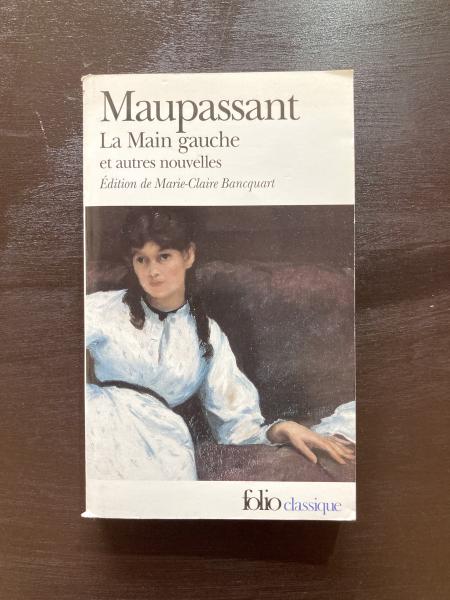 Maupassant
La Main gauche
et autres nouvelles
Édition de Marie-Claire Bancquart
folio classique